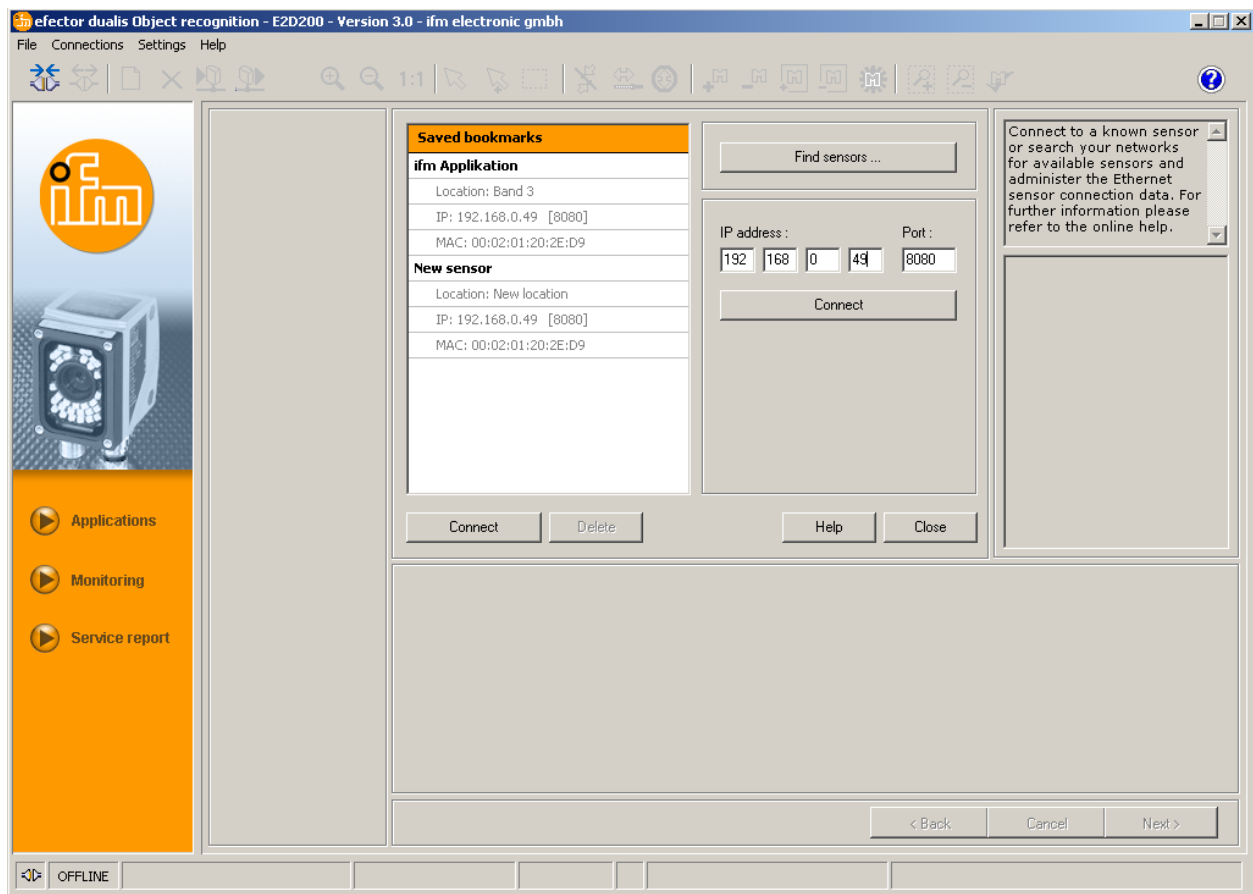 efector dualis Object recognition - E2D200 - Version 3.0 - ifm electronic gmbh
File Connections Settings Help
1:1
ifm
Saved bookmarks
ifm Applikation
Location: Band 3
IP: 192.168.0.49 [8080]
MAC: 00:02:01:20:2E:D9
New sensor
Location: New location
IP: 192.168.0.49 [8080]
MAC: 00:02:01:20:2E:D9
Connect
Delete
Find sensors ...
IP address : Port :
192 168 0 49 8080
Connect
Help
Close
Connect to a known sensor
or search your networks
for available sensors and
administer the Ethernet
sensor connection data. For
further information please
refer to the online help.
Applications
Monitoring
Service report
< Back
Cancel
Next >
OFFLINE